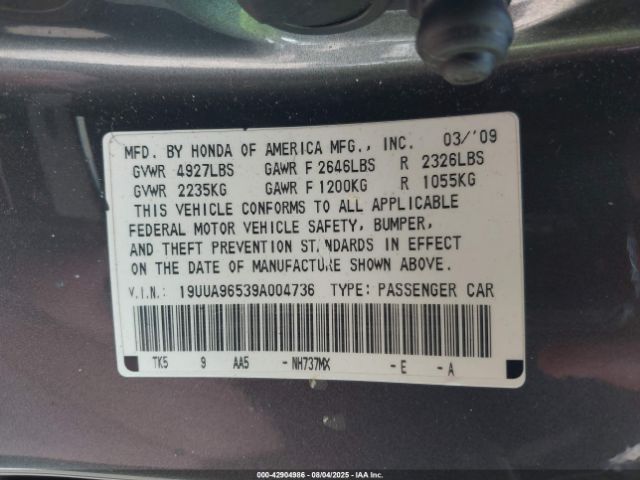 MFD. BY HONDA OF AMERICA MFG., INC. 03/'09
GVWR 4927LBS GAWR F 2646LBS R 2326LBS
GVWR 2235KG GAWR F 1200KG R 1055KG
THIS VEHICLE CONFORMS TO ALL APPLICABLE
FEDERAL MOTOR VEHICLE SAFETY, BUMPER,
AND THEFT PREVENTION STANDARDS IN EFFECT
ON THE DATE OF MANUFACTURE SHOWN ABOVE.
V.I.N.: 19UUA96539A004736 TYPE: PASSENGER CAR
TK5 9 AA5 -NH737MX -E -A
000-42904986 - 08/04/2025 - IAA Inc.